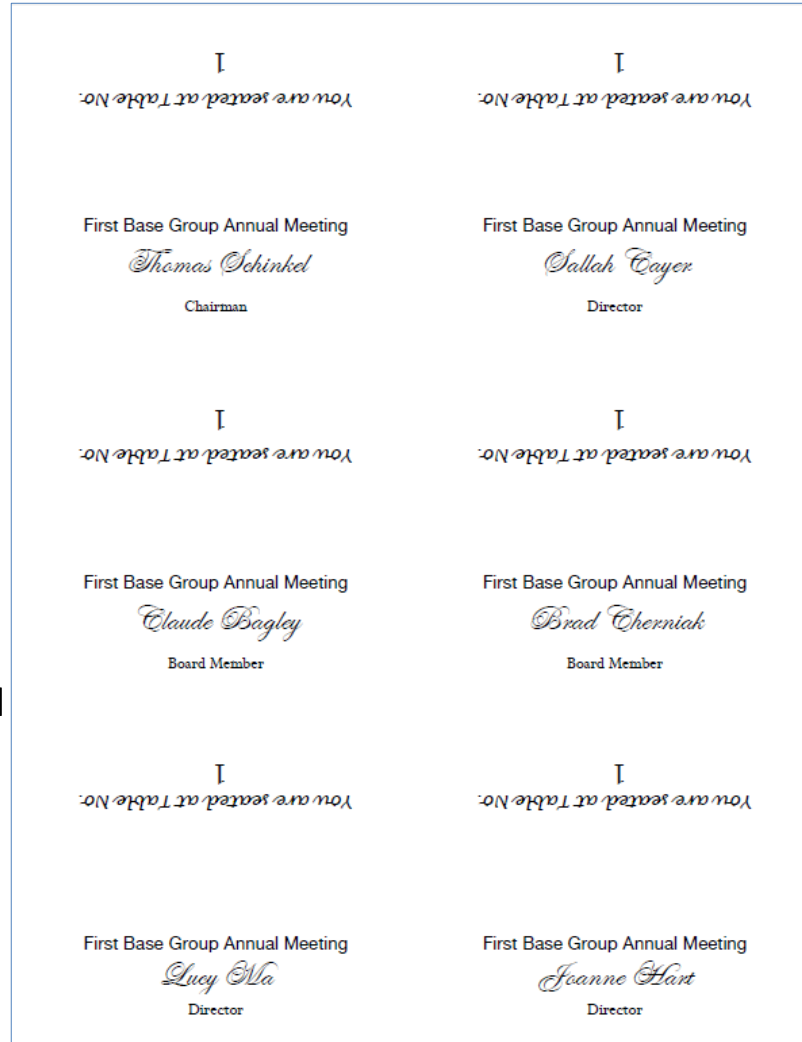 1
You are seated at Table No.
1
You are seated at Table No.
First Base Group Annual Meeting
Thomas Schinkel
Chairman
First Base Group Annual Meeting
Sallah Cayer
Director
1
You are seated at Table No.
1
You are seated at Table No.
First Base Group Annual Meeting
Claude Bagley
Board Member
First Base Group Annual Meeting
Brad Cherniak
Board Member
1
You are seated at Table No.
1
You are seated at Table No.
First Base Group Annual Meeting
Lucy Ma
Director
First Base Group Annual Meeting
Joanne Hart
Director